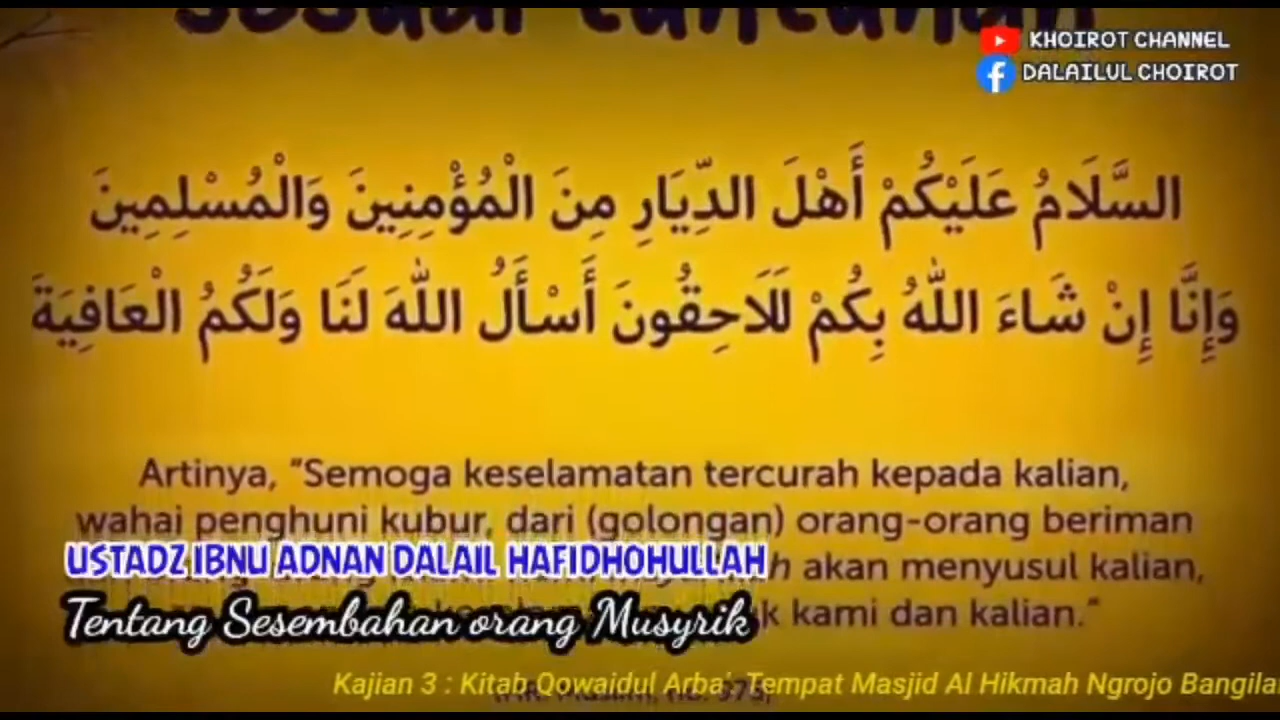 sesuai tuntunan
KHOIROT CHANNEL
DALAILUL CHOIROT
السَّلَامُ عَلَيْكُمْ أَهْلَ الدِّيَارِ مِنَ الْمُؤْمِنِينَ وَالْمُسْلِمِينَ
وَإِنَّا إِنْ شَاءَ اللَّهُ بِكُمْ لَلَاحِقُونَ أَسْأَلُ اللَّهَ لَنَا وَلَكُمُ الْعَافِيَةَ
Artinya, "Semoga keselamatan tercurah kepada kalian,
wahai penghuni kubur, dari (golongan) orang-orang beriman
akan menyusul kalian,
kami dan kalian."
USTADZ IBNU ADNAN DALAIL HAFIDHOHULLAH
Tentang Sesembahan orang Musyrik
Kajian 3 : Kitab Qowaidul Arba', Tempat Masjid Al Hikmah Ngrojo Bangila